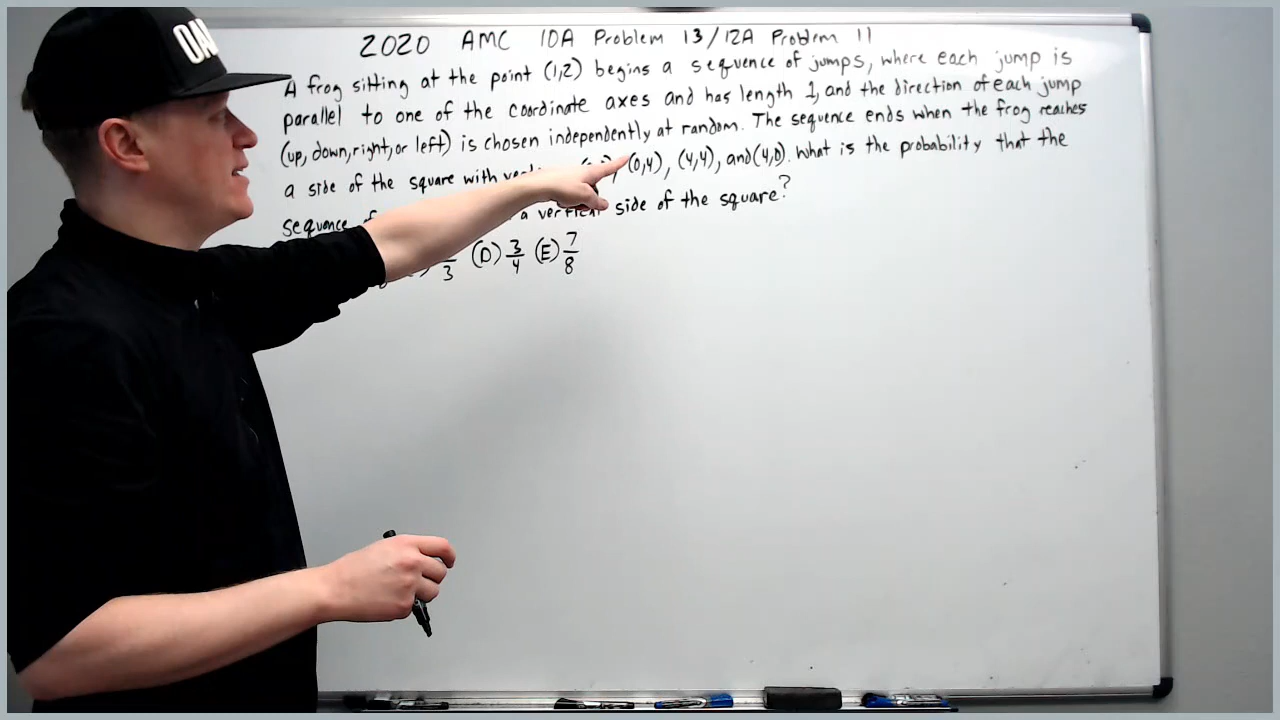 2020 AMC 10A Problem 13/12A Problem 11
A frog sitting at the point (1,2) begins a sequence of jumps, where each jump is
parallel to one of the coordinate axes and has length 1, and the direction of each jump
(up, down, right, or left) is chosen independently at random. The sequence ends when the frog reaches
a side of the square with (0,4), (4,4), and (4,0). What is the probability that the
sequence a vertical side of the square?
3 (D) 3/4 (E) 7/8